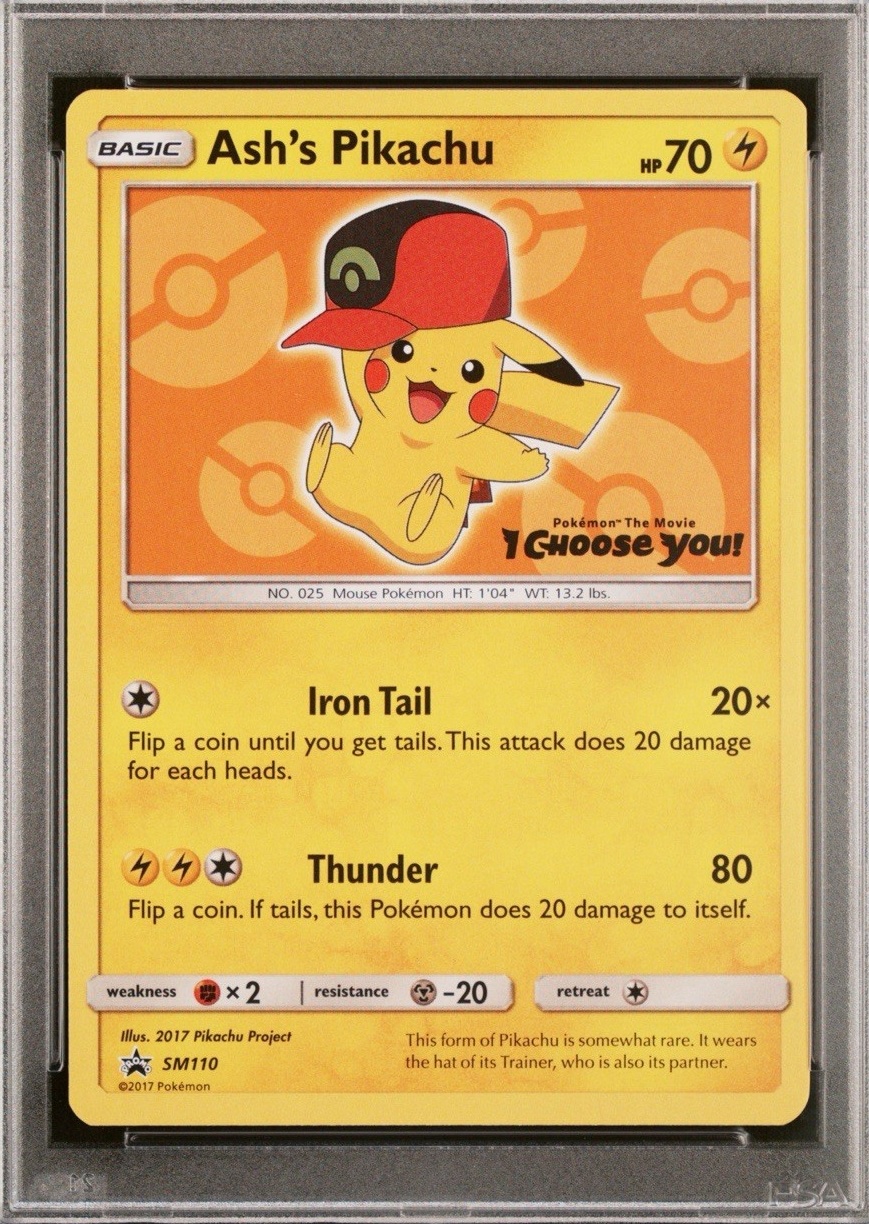 BASIC Ash's Pikachu HP 70
Pokémon™ The Movie
I Choose You!
NO. 025 Mouse Pokémon HT: 1'04" WT: 13.2 lbs.
Iron Tail 20×
Flip a coin until you get tails. This attack does 20 damage
for each heads.
Thunder 80
Flip a coin. If tails, this Pokémon does 20 damage to itself.
weakness ×2 resistance -20 retreat
Illus. 2017 Pikachu Project
PROMO SM110
©2017 Pokémon
This form of Pikachu is somewhat rare. It wears
the hat of its Trainer, who is also its partner.
PSA